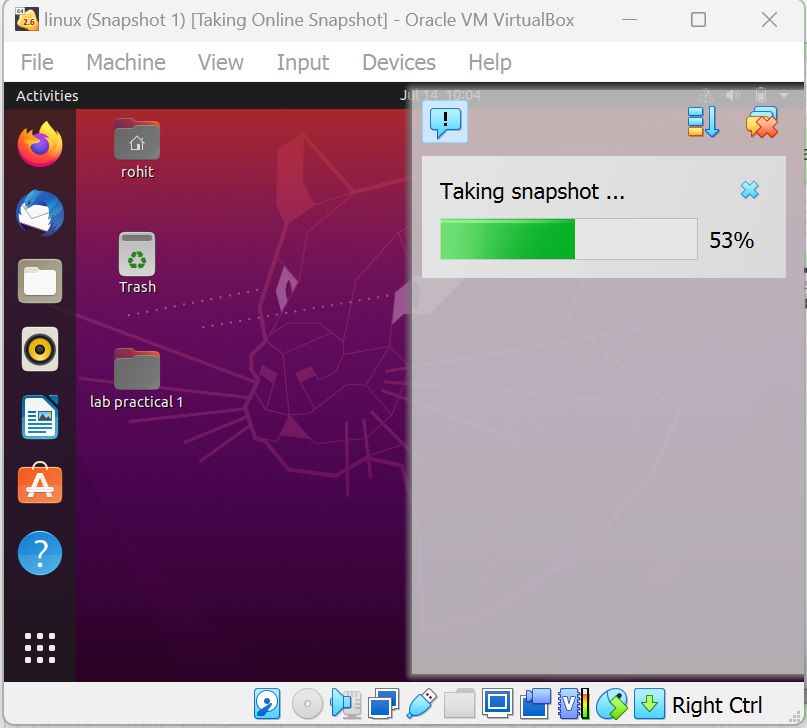 linux (Snapshot 1) [Taking Online Snapshot] - Oracle VM VirtualBox
File Machine View Input Devices Help
Activities
Jul 14 10:04
Taking snapshot ...
53%
rohit
Trash
lab practical 1
Right Ctrl